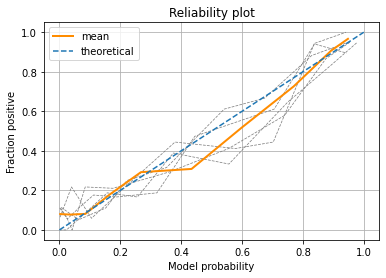 Reliability plot
mean
theoretical
Fraction positive
1.0
0.8
0.6
0.4
0.2
0.0
0.0 0.2 0.4 0.6 0.8 1.0
Model probability